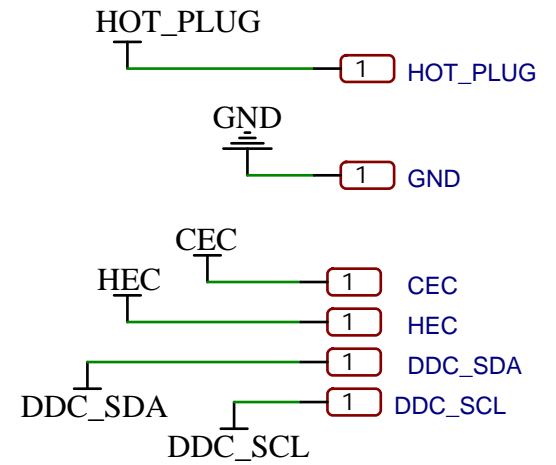 HOT_PLUG
1 HOT_PLUG
GND
1 GND
CEC
1 CEC
HEC
1 HEC
1 DDC_SDA
DDC_SDA
1 DDC_SCL
DDC_SCL